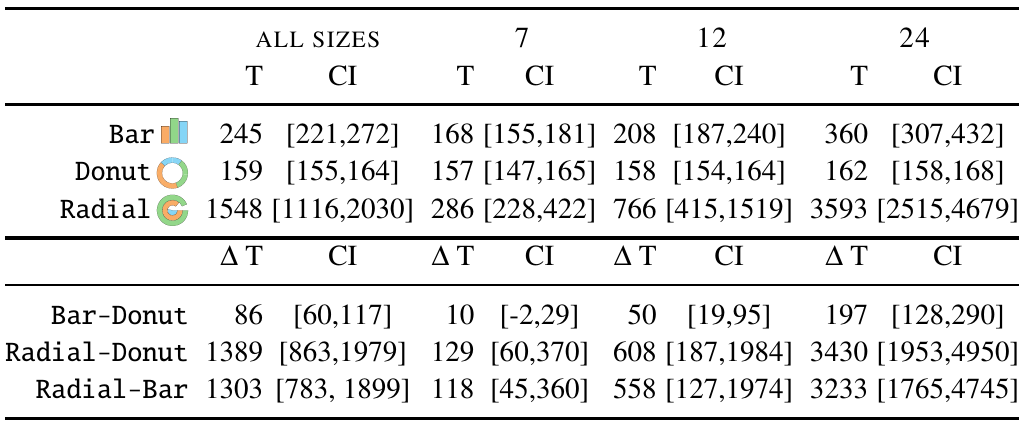 ALL SIZES 7 12 24
T CI T CI T CI T CI
Bar 245 [221,272] 168 [155,181] 208 [187,240] 360 [307,432]
Donut 159 [155,164] 157 [147,165] 158 [154,164] 162 [158,168]
Radial 1548 [1116,2030] 286 [228,422] 766 [415,1519] 3593 [2515,4679]
Δ T CI Δ T CI Δ T CI Δ T CI
Bar-Donut 86 [60,117] 10 [-2,29] 50 [19,95] 197 [128,290]
Radial-Donut 1389 [863,1979] 129 [60,370] 608 [187,1984] 3430 [1953,4950]
Radial-Bar 1303 [783, 1899] 118 [45,360] 558 [127,1974] 3233 [1765,4745]